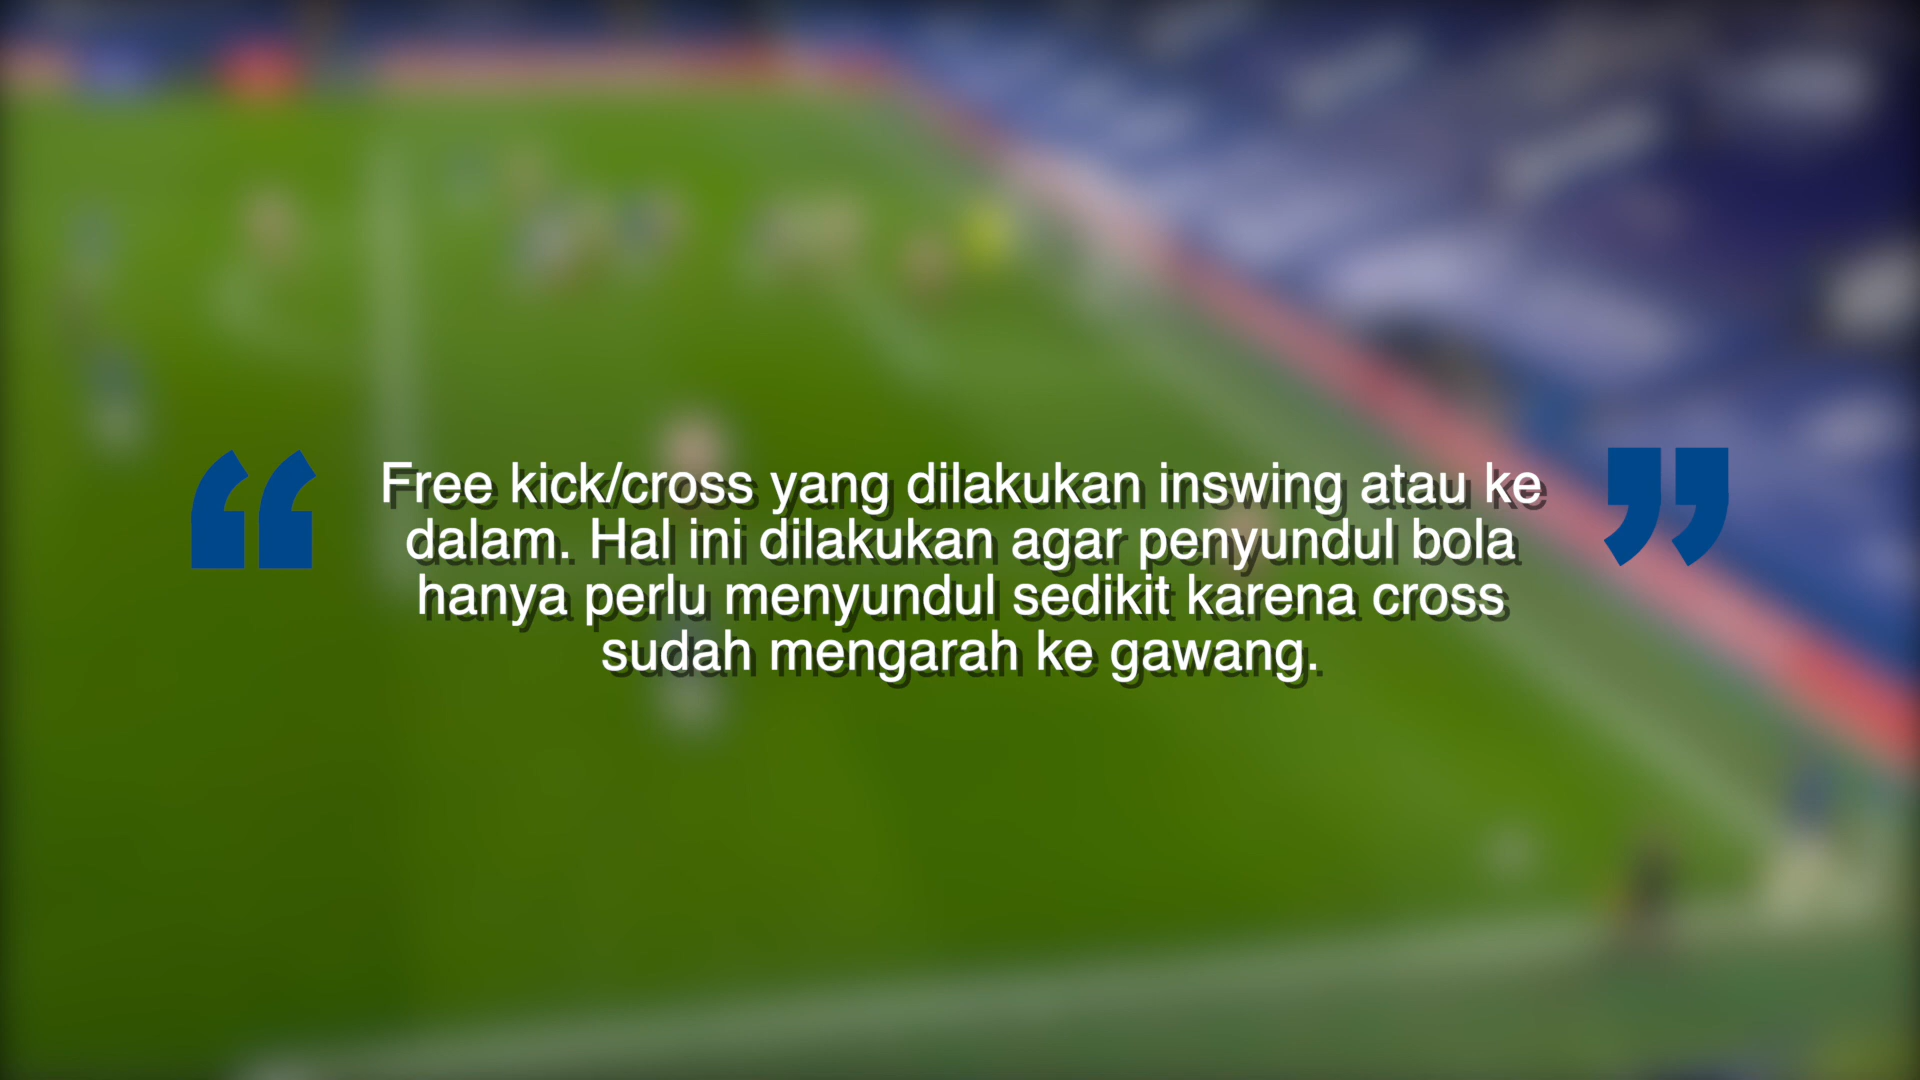 Free kick/cross yang dilakukan inswing atau ke
dalam. Hal ini dilakukan agar penyundul bola
hanya perlu menyundul sedikit karena cross
sudah mengarah ke gawang.